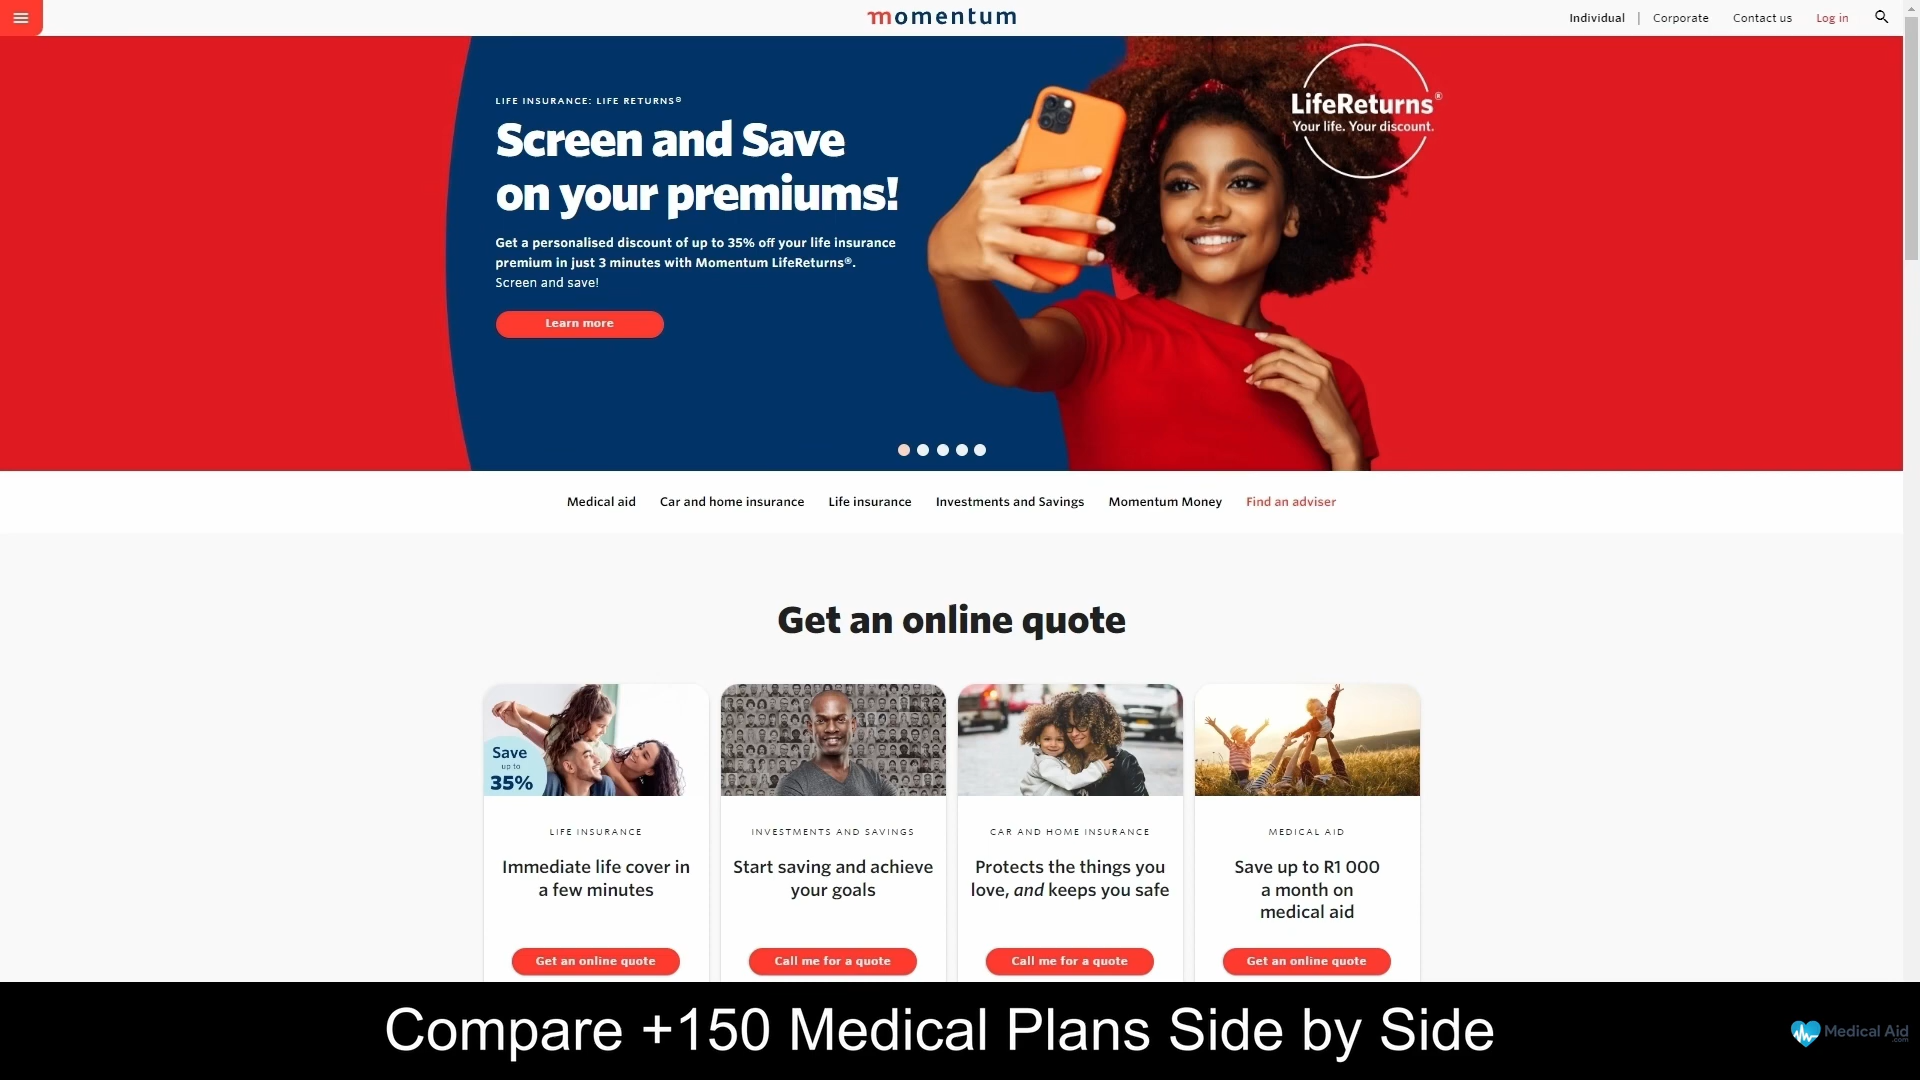 momentum
Individual | Corporate Contact us Log in
LIFE INSURANCE: LIFE RETURNS®
Screen and Save
on your premiums!
Get a personalised discount of up to 35% off your life insurance
premium in just 3 minutes with Momentum LifeReturns®.
Screen and save!
Learn more
LifeReturns®
Your life. Your discount.
Medical aid Car and home insurance Life insurance Investments and Savings Momentum Money Find an adviser
Get an online quote
Save
up to
35%
LIFE INSURANCE
Immediate life cover in
a few minutes
Get an online quote
INVESTMENTS AND SAVINGS
Start saving and achieve
your goals
Call me for a quote
CAR AND HOME INSURANCE
Protects the things you
love, and keeps you safe
Call me for a quote
MEDICAL AID
Save up to R1 000
a month on
medical aid
Get an online quote
Compare +150 Medical Plans Side by Side
Medical Aid
.com